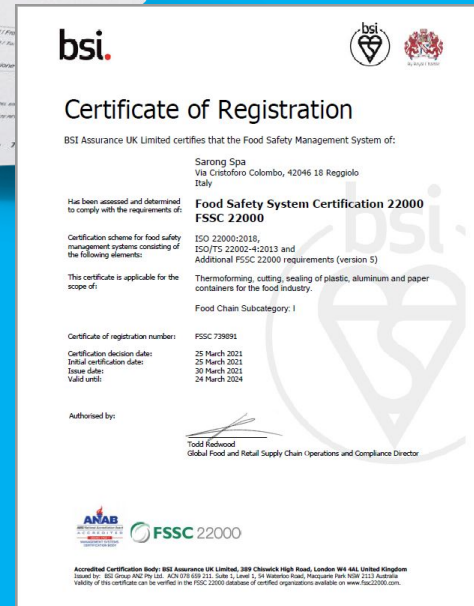 bsi.
bsi
Certificate of Registration
BSI Assurance UK Limited certifies that the Food Safety Management System of:
Sarong Spa
Via Cristoforo Colombo, 42046 18 Reggiolo
Italy
Has been assessed and determined
to comply with the requirements of:
Food Safety System Certification 22000
FSSC 22000
Certification scheme for food safety
management systems consisting of
the following elements:
ISO 22000:2018,
ISO/TS 22002-4:2013 and
Additional FSSC 22000 requirements (version 5)
This certificate is applicable for the
scope of:
Thermoforming, cutting, sealing of plastic, aluminum and paper
containers for the food industry.
Food Chain Subcategory: I
Certificate of registration number:
FSSC 739891
Certification decision date:
25 March 2021
Initial certification date:
25 March 2021
Issue date:
30 March 2021
Valid until:
24 March 2024
Authorised by:
Todd Redwood
Global Food and Retail Supply Chain Operations and Compliance Director
ANAB
ACCREDITED
MANAGEMENT SYSTEMS
CERTIFICATION BODY
FSSC 22000
Accredited Certification Body: BSI Assurance UK Limited, 389 Chiswick High Road, London W4 4AL United Kingdom
Issued by: BSI Group ANZ Pty Ltd. ACN 078 659 211. Suite 1, Level 1, 54 Waterloo Road, Macquarie Park NSW 2113 Australia
Validity of this certificate can be verified in the FSSC 22000 database of certified organizations available on www.fssc22000.com.